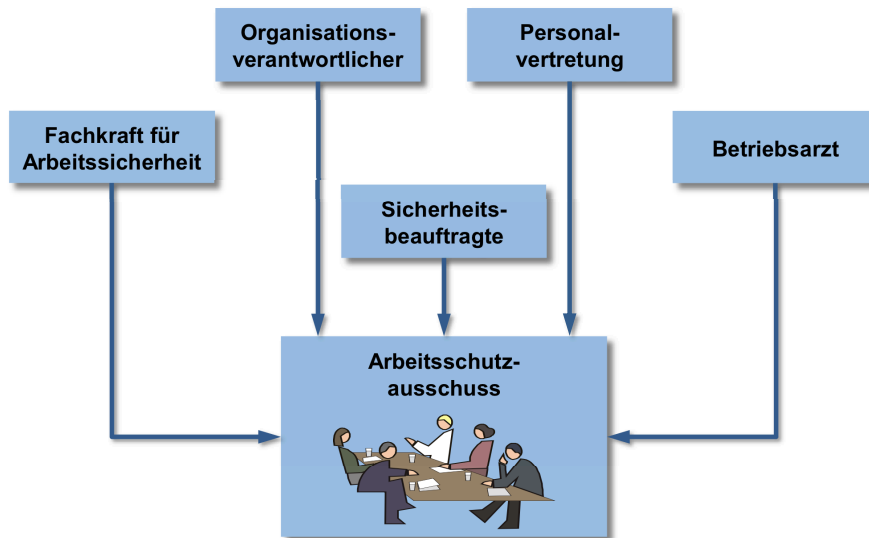 Organisations-
verantwortlicher
Personal-
vertretung
Fachkraft für
Arbeitssicherheit
Betriebsarzt
Sicherheits-
beauftragte
Arbeitsschutz-
ausschuss